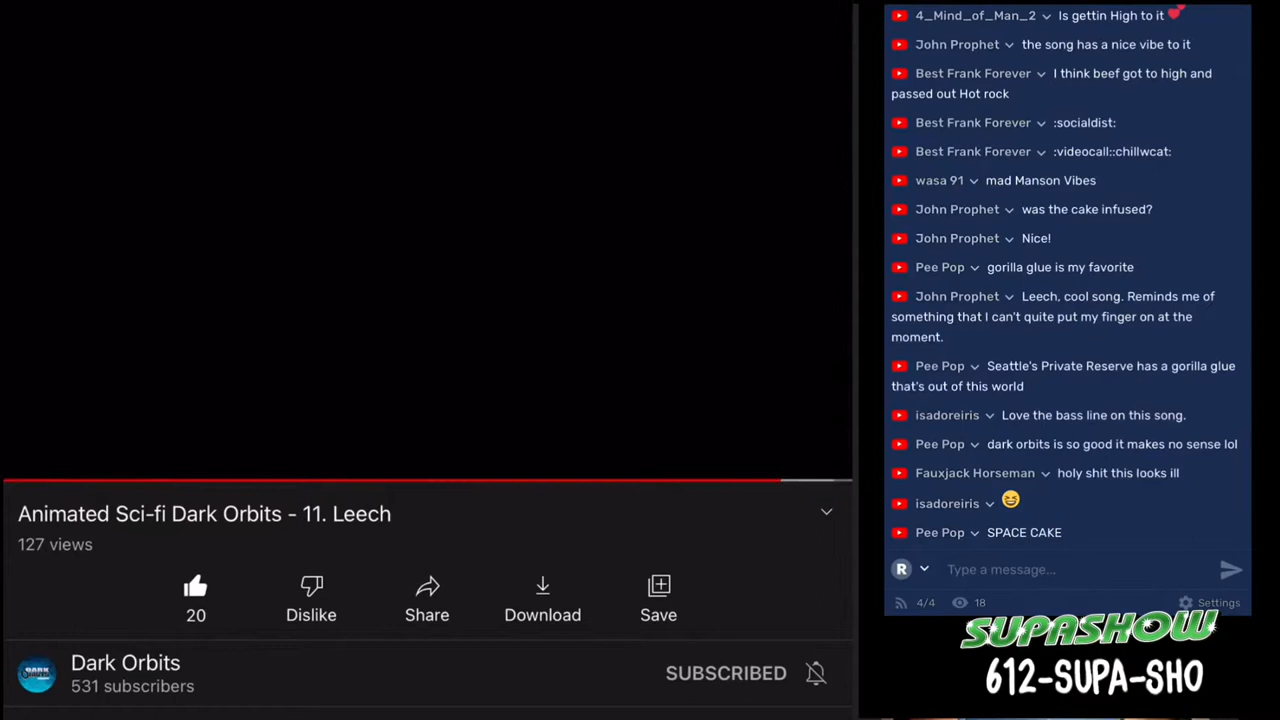 4_Mind_of_Man_2 Is gettin High to it
John Prophet the song has a nice vibe to it
Best Frank Forever I think beef got to high and
passed out Hot rock
Best Frank Forever :socialdist:
Best Frank Forever :videocall::chillwcat:
wasa 91 mad Manson Vibes
John Prophet was the cake infused?
John Prophet Nice!
Pee Pop gorilla glue is my favorite
John Prophet Leech, cool song. Reminds me of
something that I can't quite put my finger on at the
moment.
Pee Pop Seattle's Private Reserve has a gorilla glue
that's out of this world
isadoreiris Love the bass line on this song.
Pee Pop dark orbits is so good it makes no sense lol
Fauxjack Horseman holy shit this looks ill
isadoreiris 😆
Pee Pop SPACE CAKE
R Type a message...
4/4 18 Settings
SUPASHOW
612-SUPA-SHO
Animated Sci-fi Dark Orbits - 11. Leech
127 views
20 Dislike Share Download Save
Dark Orbits
531 subscribers
SUBSCRIBED